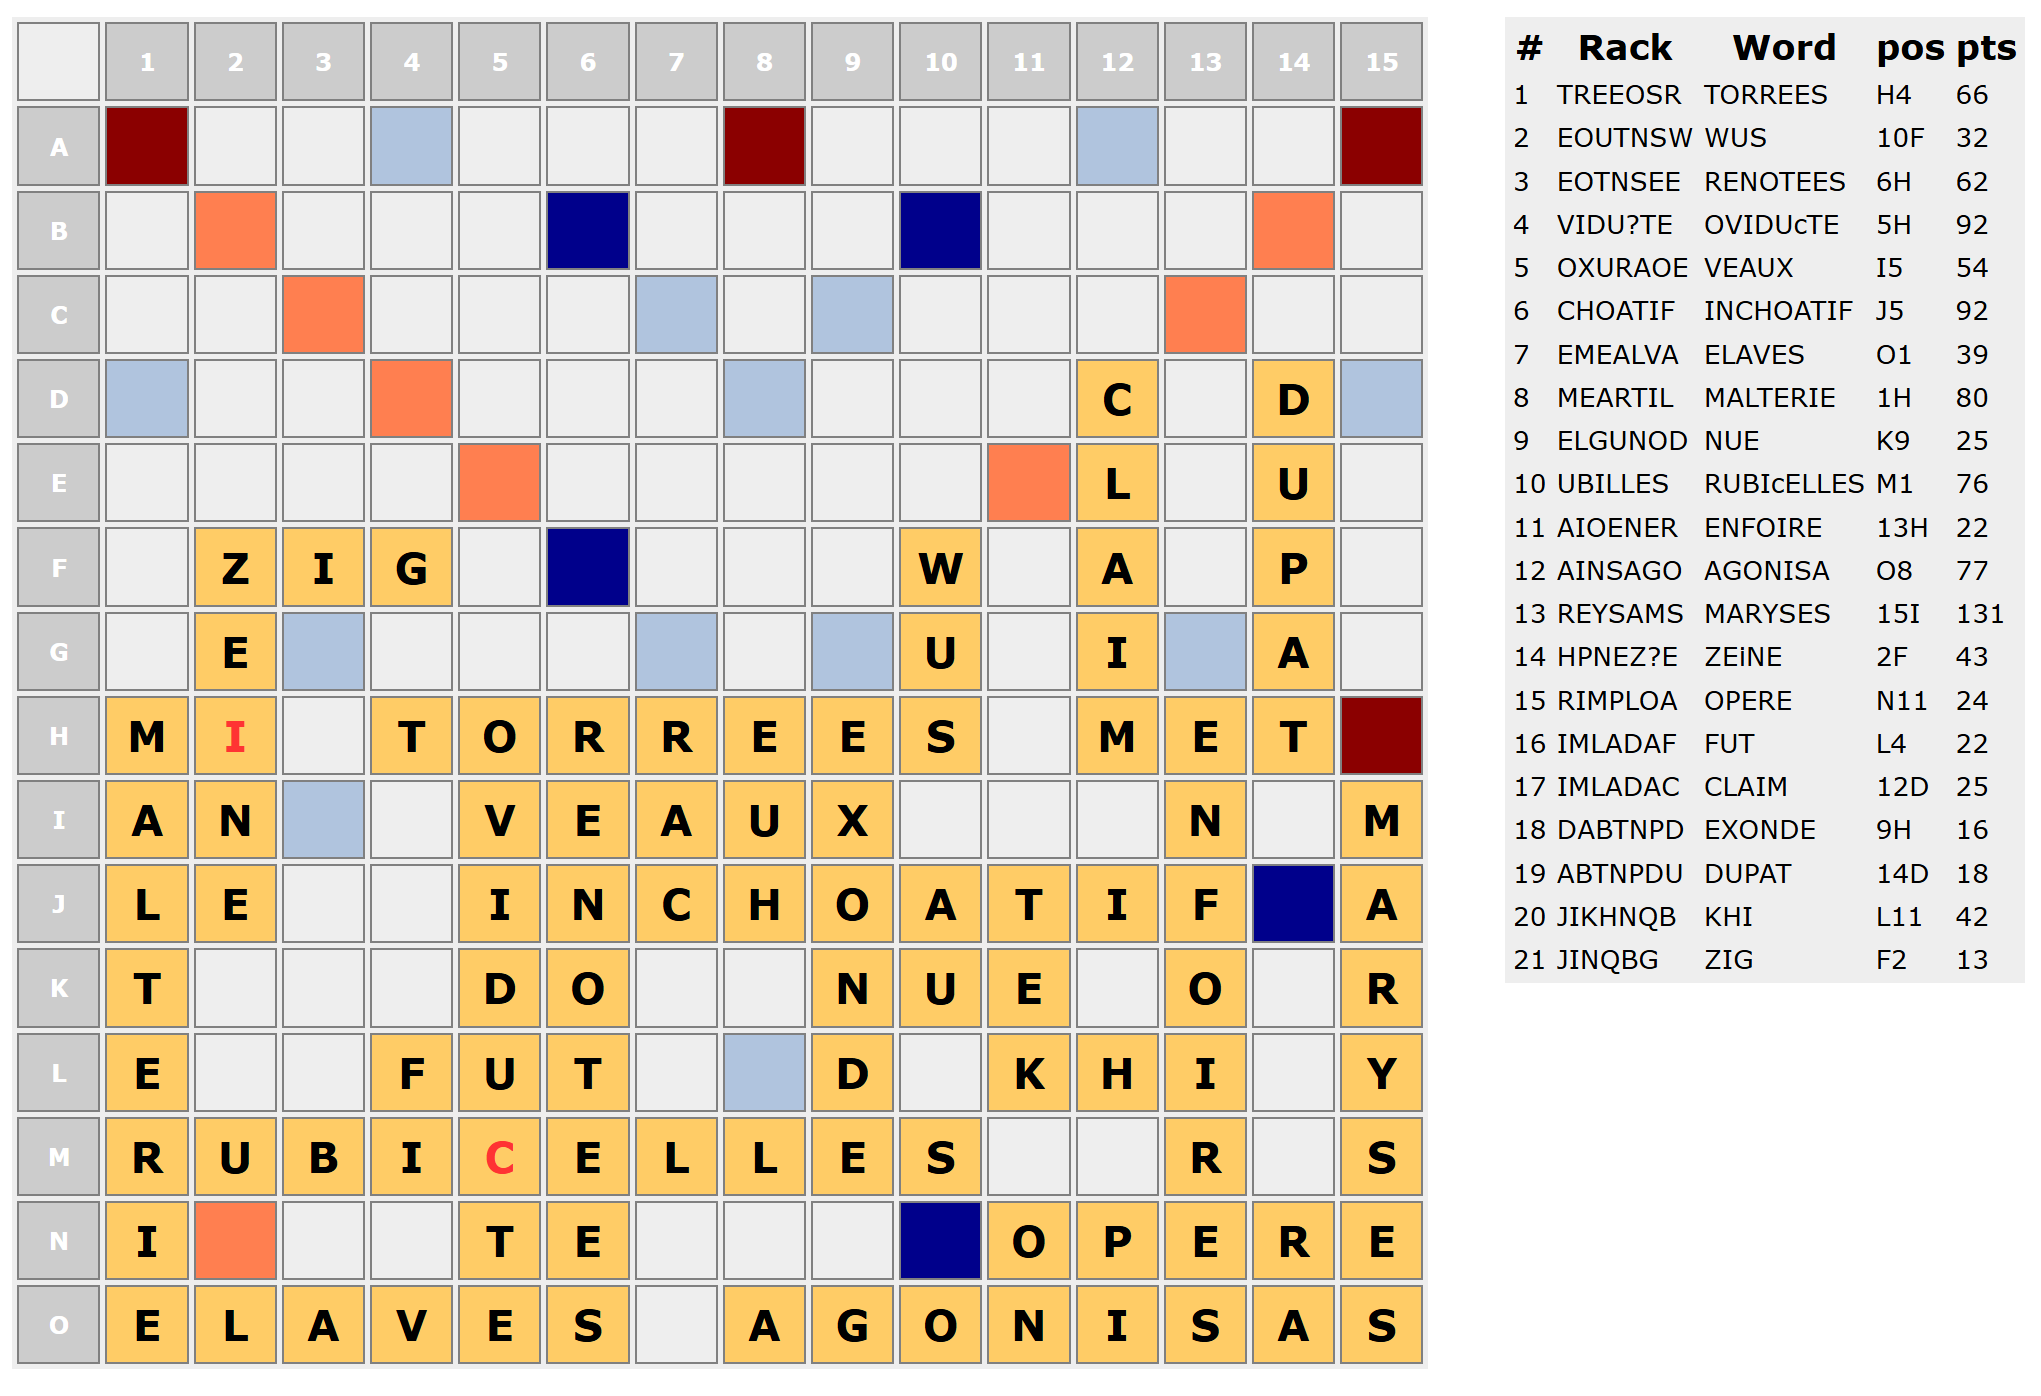 1 2 3 4 5 6 7 8 9 10 11 12 13 14 15
A
B
C
D C D
E L U
F Z I G W A P
G E U I A
H M I T O R R E E S M E T
I A N V E A U X N M
J L E I N C H O A T I F A
K T D O N U E O R
L E F U T D K H I Y
M R U B I C E L L E S R S
N I T E O P E R E
O E L A V E S A G O N I S A S
# Rack Word pos pts
1 TREEOSR TORREES H4 66
2 EOUTNSW WUS 10F 32
3 EOTNSEE RENOTEES 6H 62
4 VIDU?TE OVIDUcTE 5H 92
5 OXURAOE VEAUX I5 54
6 CHOATIF INCHOATIF J5 92
7 EMEALVA ELAVES O1 39
8 MEARTIL MALTERIE 1H 80
9 ELGUNOD NUE K9 25
10 UBILLES RUBIcELLES M1 76
11 AIOENER ENFOIRE 13H 22
12 AINSAGO AGONISA O8 77
13 REYSAMS MARYSES 15I 131
14 HPNEZ?E ZEiNE 2F 43
15 RIMPLOA OPERE N11 24
16 IMLADAF FUT L4 22
17 IMLADAC CLAIM 12D 25
18 DABTNPD EXONDE 9H 16
19 ABTNPDU DUPAT 14D 18
20 JIKHNQB KHI L11 42
21 JINQBG ZIG F2 13